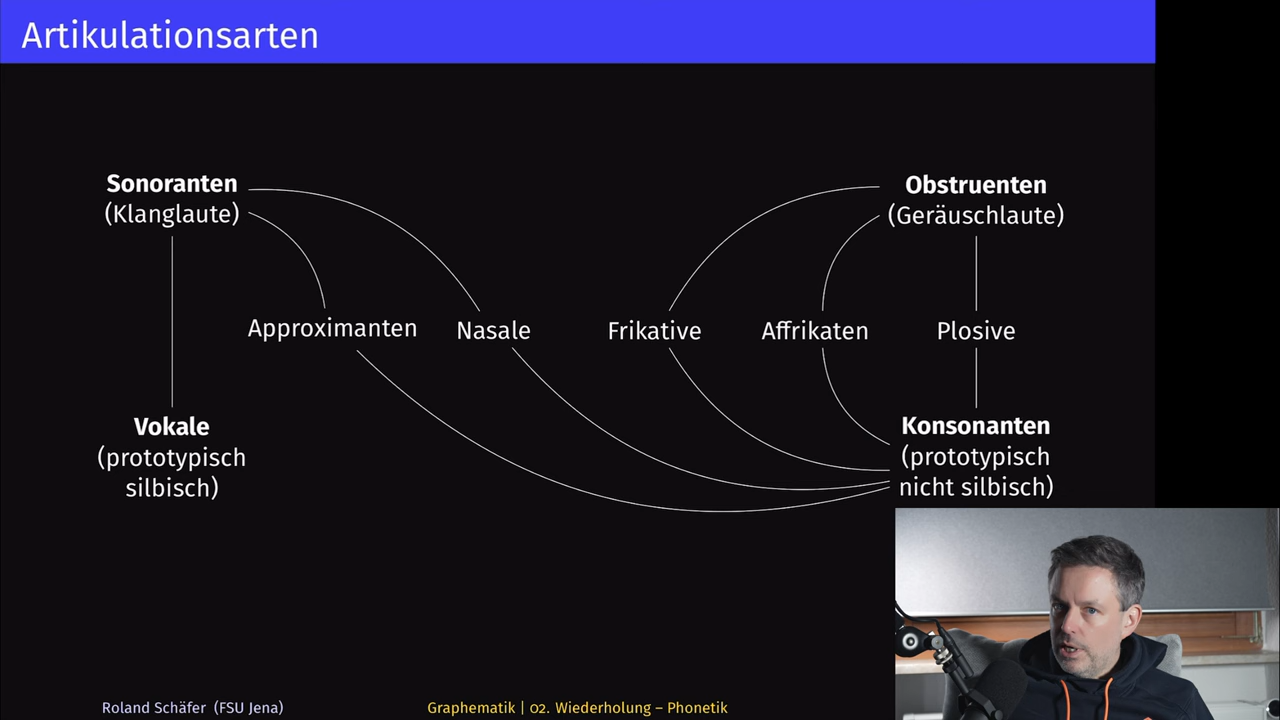 Artikulationsarten
Sonoranten
(Klanglaute)
Obstruenten
(Geräuschlaute)
Approximanten
Nasale
Frikative
Affrikaten
Plosive
Vokale
(prototypisch
silbisch)
Konsonanten
(prototypisch
nicht silbisch)
Roland Schäfer (FSU Jena)
Graphematik | 02. Wiederholung – Phonetik